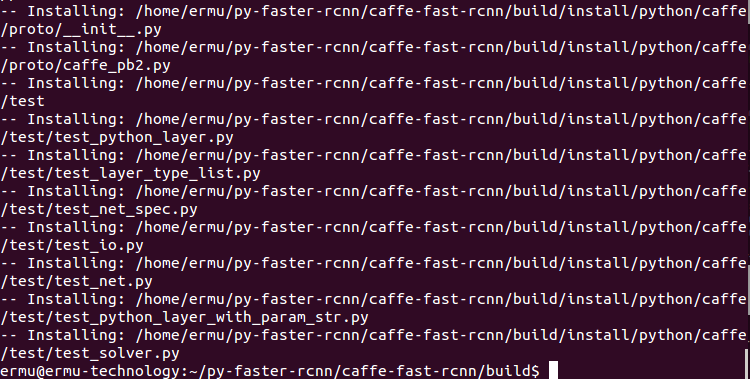 -- Installing: /home/ermu/py-faster-rcnn/caffe-fast-rcnn/build/install/python/caffe
/proto/__init__.py
-- Installing: /home/ermu/py-faster-rcnn/caffe-fast-rcnn/build/install/python/caffe
/proto/caffe_pb2.py
-- Installing: /home/ermu/py-faster-rcnn/caffe-fast-rcnn/build/install/python/caffe
/test
-- Installing: /home/ermu/py-faster-rcnn/caffe-fast-rcnn/build/install/python/caffe
/test/test_python_layer.py
-- Installing: /home/ermu/py-faster-rcnn/caffe-fast-rcnn/build/install/python/caffe
/test/test_layer_type_list.py
-- Installing: /home/ermu/py-faster-rcnn/caffe-fast-rcnn/build/install/python/caffe
/test/test_net_spec.py
-- Installing: /home/ermu/py-faster-rcnn/caffe-fast-rcnn/build/install/python/caffe
/test/test_io.py
-- Installing: /home/ermu/py-faster-rcnn/caffe-fast-rcnn/build/install/python/caffe
/test/test_net.py
-- Installing: /home/ermu/py-faster-rcnn/caffe-fast-rcnn/build/install/python/caffe
/test/test_python_layer_with_param_str.py
-- Installing: /home/ermu/py-faster-rcnn/caffe-fast-rcnn/build/install/python/caffe
/test/test_solver.py
ermu@ermu-technology:~/py-faster-rcnn/caffe-fast-rcnn/build$